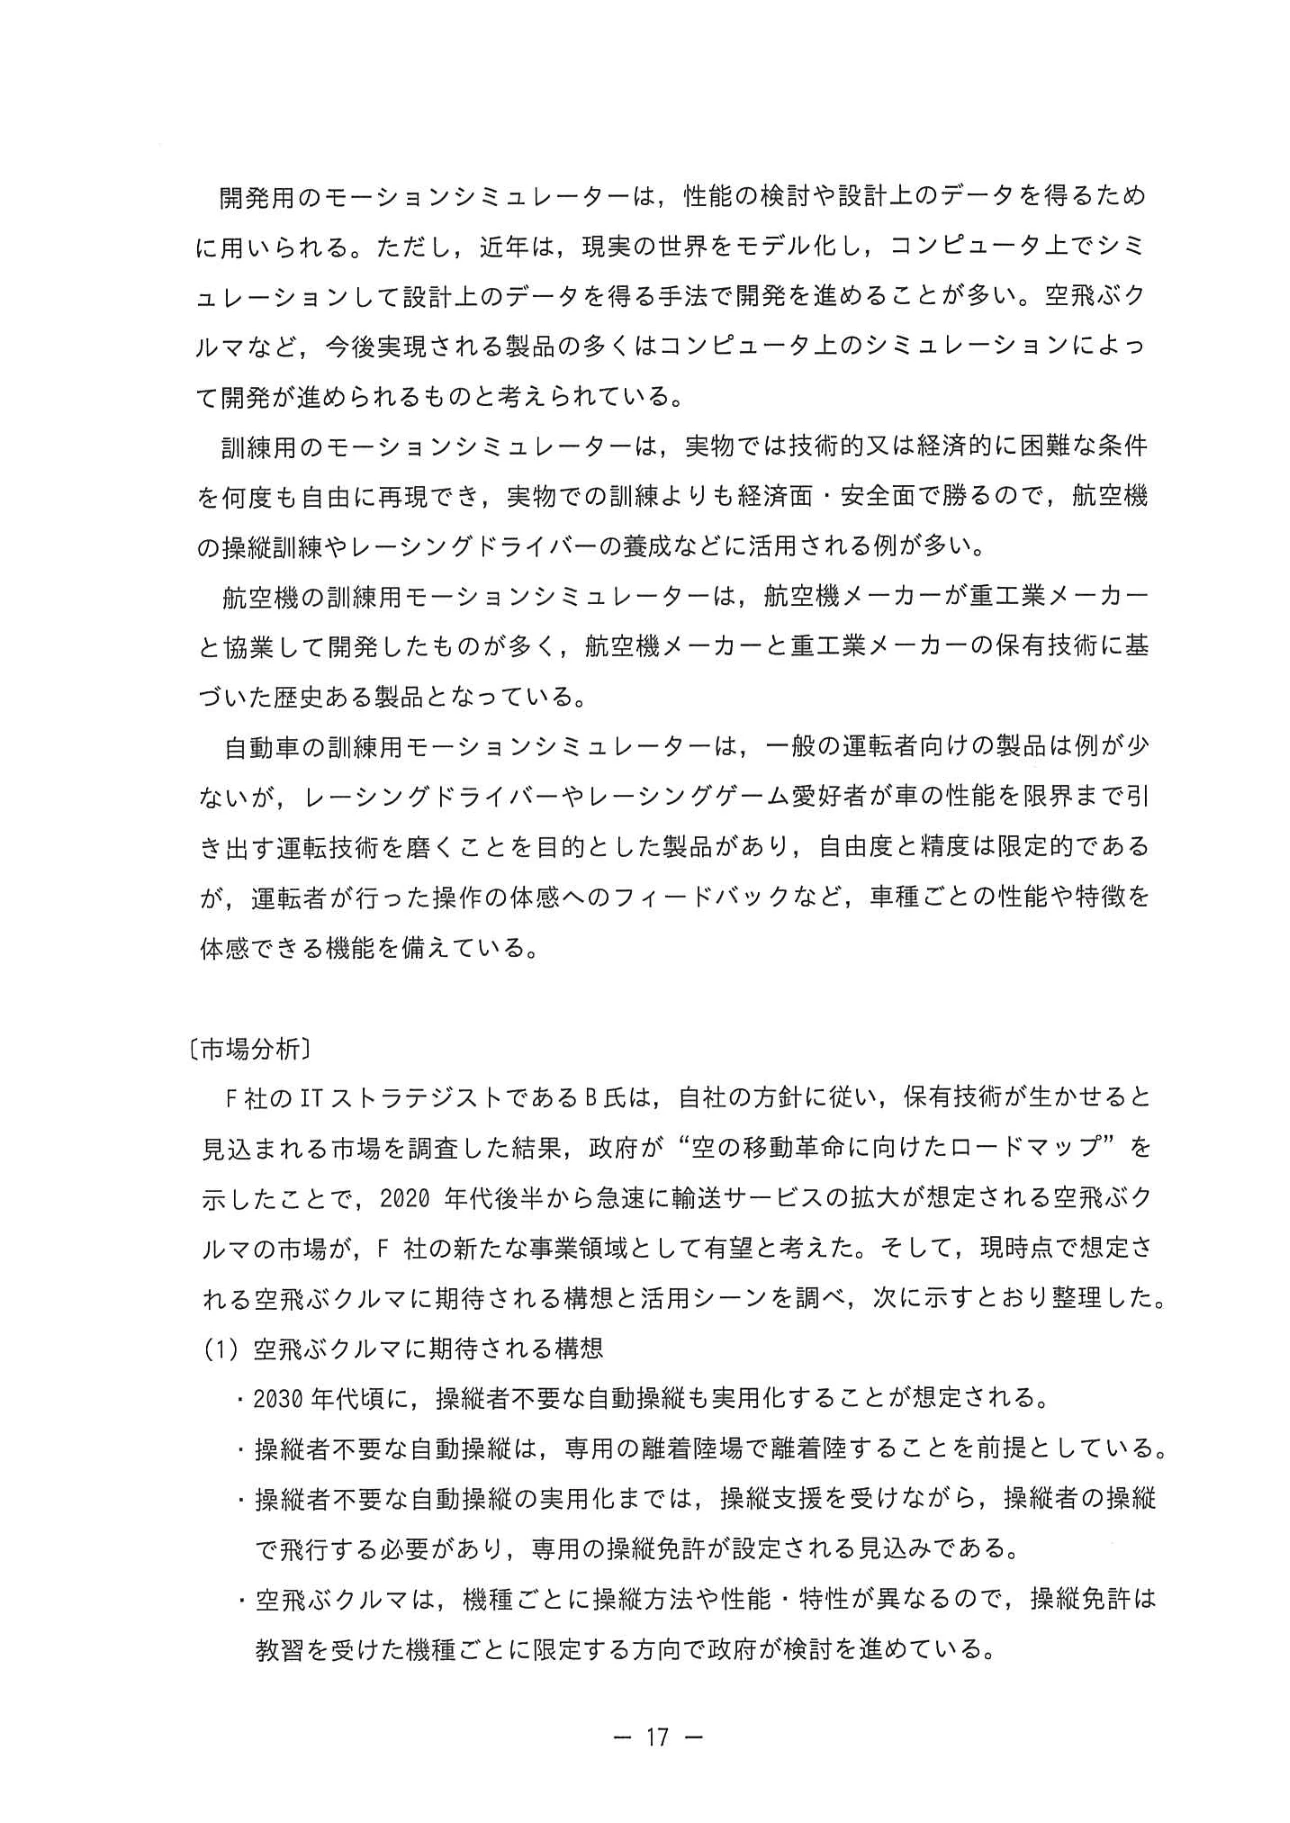 開発用のモーションシミュレーターは，性能の検討や設計上のデータを得るため
に用いられる。ただし，近年は，現実の世界をモデル化し，コンピュータ上でシミ
ュレーションして設計上のデータを得る手法で開発を進めることが多い。空飛ぶク
ルマなど，今後実現される製品の多くはコンピュータ上のシミュレーションによっ
て開発が進められるものと考えられている。
訓練用のモーションシミュレーターは，実物では技術的又は経済的に困難な条件
を何度も自由に再現でき，実物での訓練よりも経済面・安全面で勝るので，航空機
の操縦訓練やレーシングドライバーの養成などに活用される例が多い。
航空機の訓練用モーションシミュレーターは，航空機メーカーが重工業メーカー
と協業して開発したものが多く，航空機メーカーと重工業メーカーの保有技術に基
づいた歴史ある製品となっている。
自動車の訓練用モーションシミュレーターは，一般の運転者向けの製品は例が少
ないが，レーシングドライバーやレーシングゲーム愛好者が車の性能を限界まで引
き出す運転技術を磨くことを目的とした製品があり，自由度と精度は限定的である
が，運転者が行った操作の体感へのフィードバックなど，車種ごとの性能や特徴を
体感できる機能を備えている。
〔市場分析〕
F 社の IT ストラテジストである B 氏は，自社の方針に従い，保有技術が生かせると
見込まれる市場を調査した結果，政府が“空の移動革命に向けたロードマップ”を
示したことで，2020 年代後半から急速に輸送サービスの拡大が想定される空飛ぶク
ルマの市場が，F 社の新たな事業領域として有望と考えた。そして，現時点で想定さ
れる空飛ぶクルマに期待される構想と活用シーンを調べ，次に示すとおり整理した。
(1) 空飛ぶクルマに期待される構想
・2030 年代頃に，操縦者不要な自動操縦も実用化することが想定される。
・操縦者不要な自動操縦は，専用の離着陸場で離着陸することを前提としている。
・操縦者不要な自動操縦の実用化までは，操縦支援を受けながら，操縦者の操縦
で飛行する必要があり，専用の操縦免許が設定される見込みである。
・空飛ぶクルマは，機種ごとに操縦方法や性能・特性が異なるので，操縦免許は
教習を受けた機種ごとに限定する方向で政府が検討を進めている。
－ 17 －